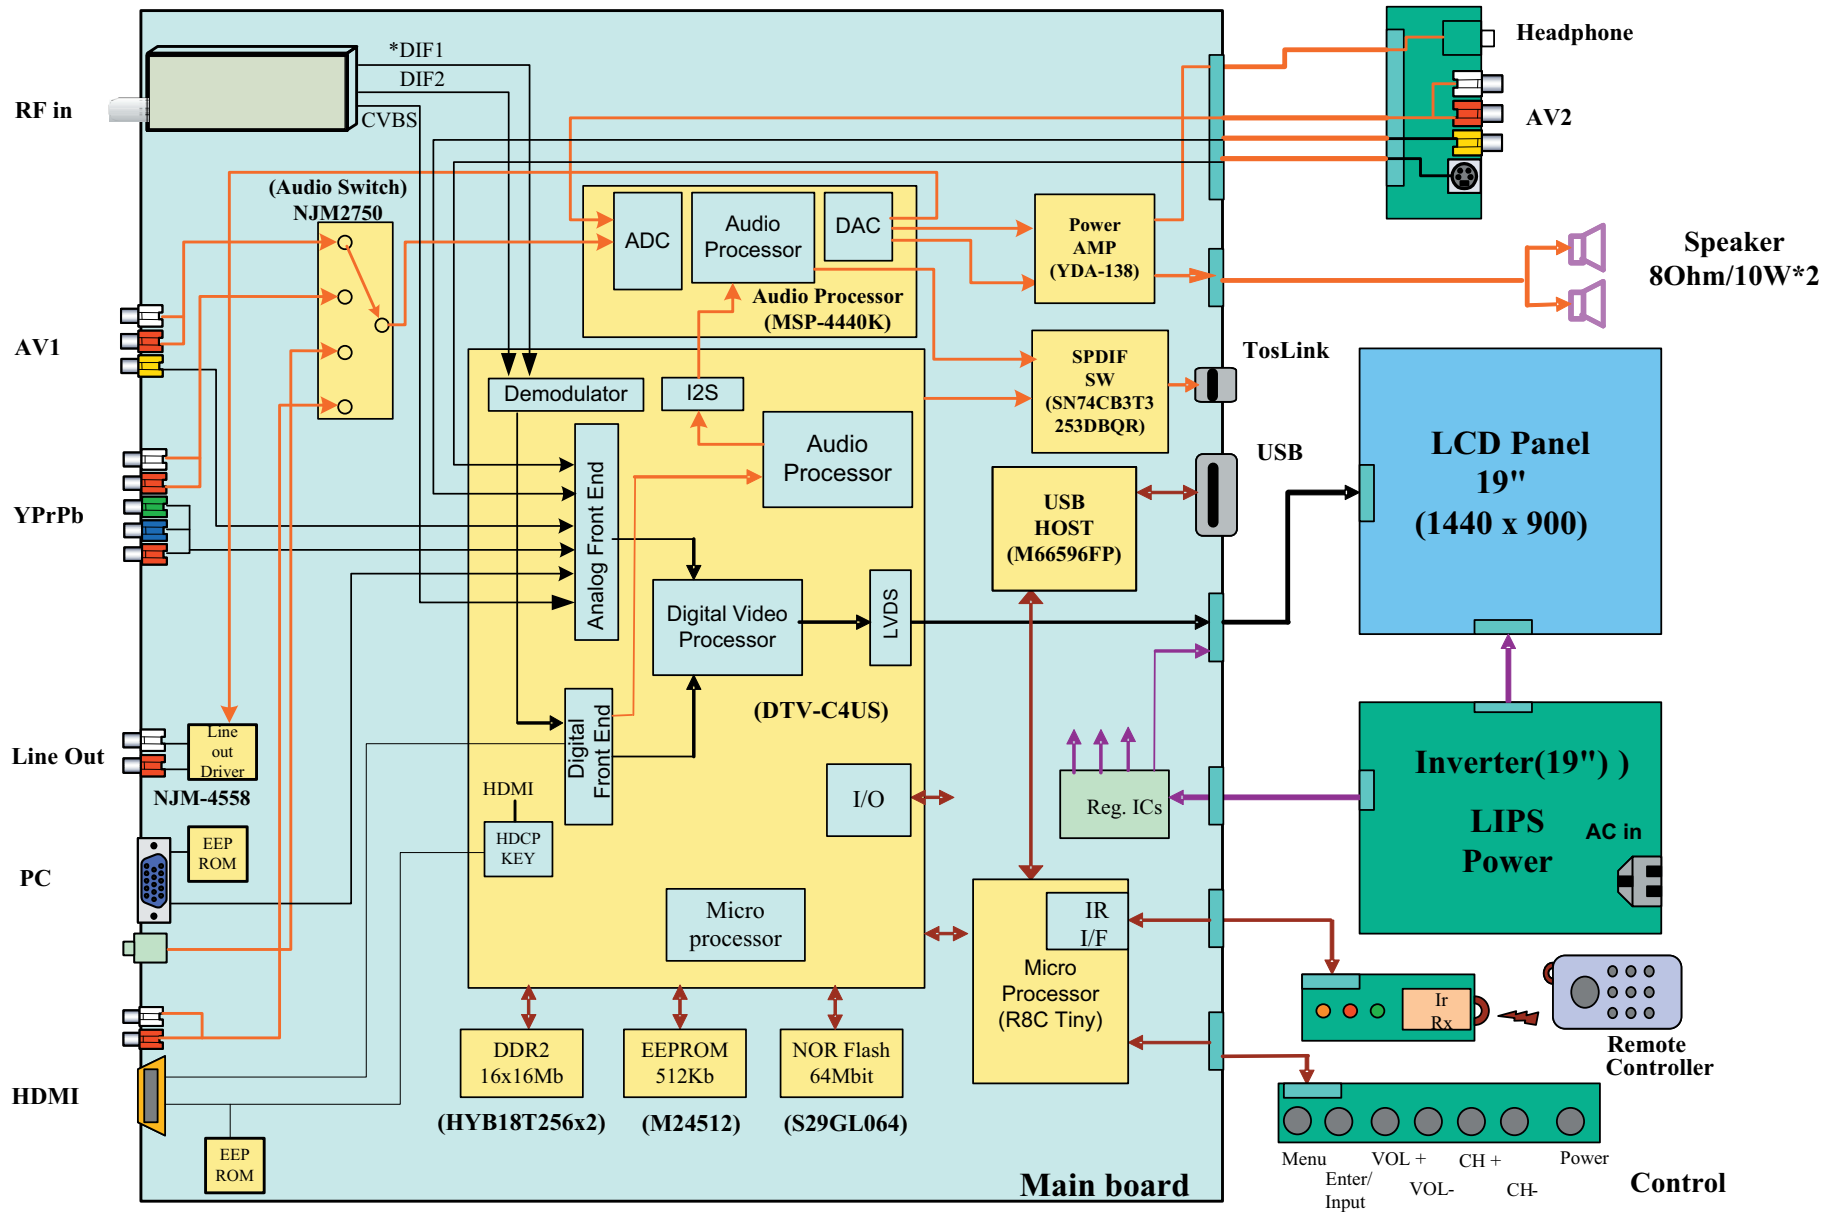 *DIF1
DIF2
CVBS
RF in
Headphone
AV2
(Audio Switch)
NJM2750
ADC
Audio
Processor
DAC
Audio Processor
(MSP-4440K)
Power
AMP
(YDA-138)
Speaker
8Ohm/10W*2
AV1
Demodulator
I2S
Audio
Processor
SPDIF
SW
(SN74CB3T3
253DBQR)
TosLink
USB
LCD Panel
19"
(1440 x 900)
YPrPb
Analog Front End
USB
HOST
(M66596FP)
Digital Video
Processor
LVDS
(DTV-C4US)
Line Out
Line
out
Driver
NJM-4558
Digital
Front End
HDMI
HDCP
KEY
I/O
Reg. ICs
Inverter(19") )
LIPS
Power
AC in
PC
EEP
ROM
Micro
processor
IR
I/F
Micro
Processor
(R8C Tiny)
Ir
Rx
Remote
Controller
HDMI
EEP
ROM
DDR2
16x16Mb
(HYB18T256x2)
EEPROM
512Kb
(M24512)
NOR Flash
64Mbit
(S29GL064)
Main board
Menu
Enter/
Input
VOL +
VOL-
CH +
CH-
Power
Control